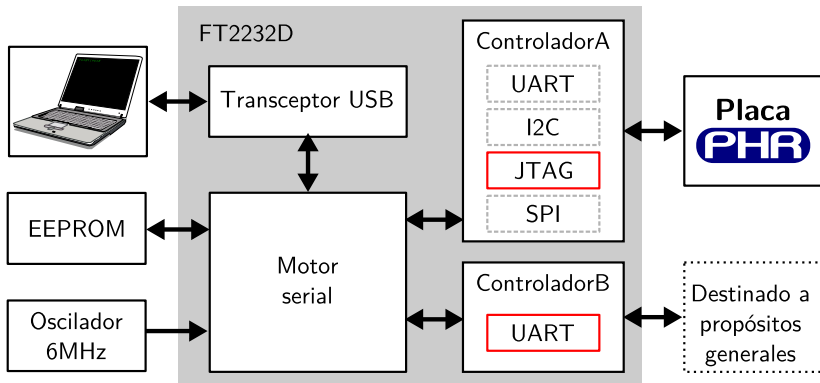 FT2232D
Transceptor USB
EEPROM
Oscilador
6MHz
Motor
serial
ControladorA
UART
I2C
JTAG
SPI
ControladorB
UART
Placa
PHR
Destinado a
propósitos
generales